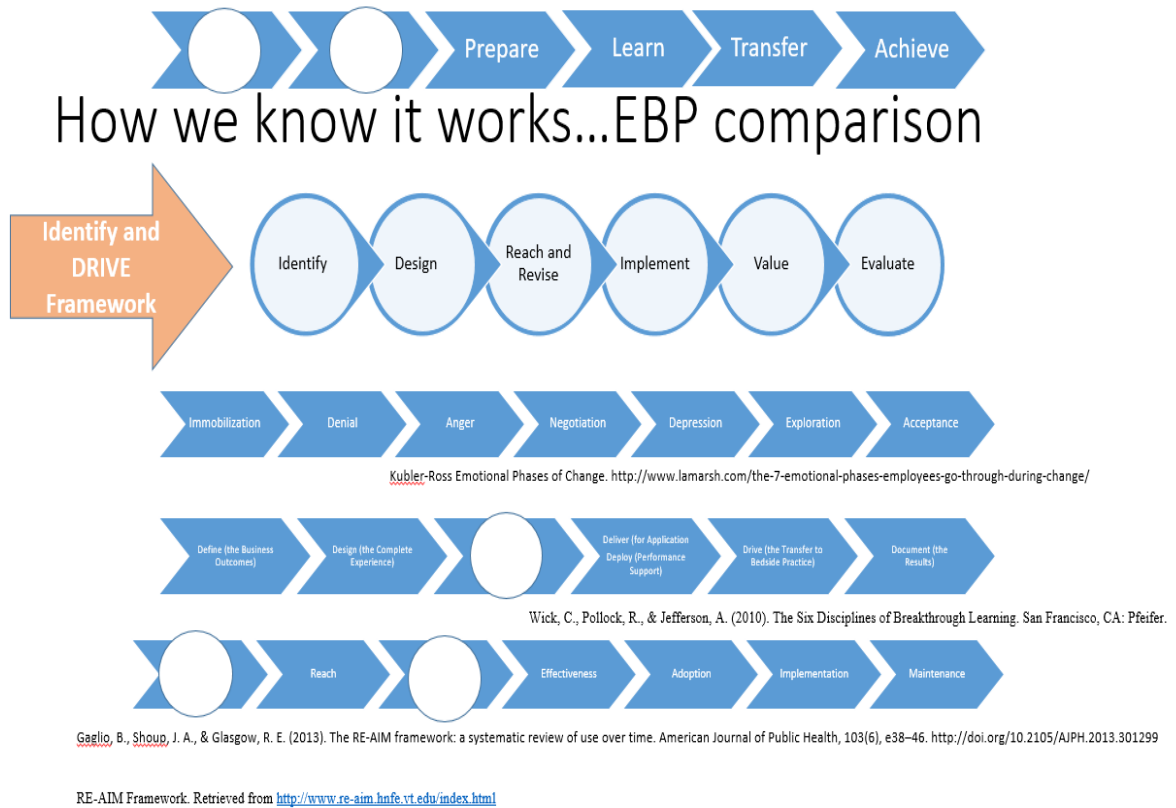 Prepare
Learn
Transfer
Achieve
How we know it works...EBP comparison
Identify and
DRIVE
Framework
Identify
Design
Reach and
Revise
Implement
Value
Evaluate
Immobilization
Denial
Anger
Negotiation
Depression
Exploration
Acceptance
Kubler-Ross Emotional Phases of Change. http://www.lamarsh.com/the-7-emotional-phases-employees-go-through-during-change/
Define (the Business
Outcomes)
Design (the Complete
Experience)
Deliver (for Application
Deploy (Performance
Support)
Drive (the Transfer to
Bedside Practice)
Document (the
Results)
Wick, C., Pollock, R., & Jefferson, A. (2010). The Six Disciplines of Breakthrough Learning. San Francisco, CA: Pfeifer.
Reach
Effectiveness
Adoption
Implementation
Maintenance
Gaglio, B., Shoup, J. A., & Glasgow, R. E. (2013). The RE-AIM framework: a systematic review of use over time. American Journal of Public Health, 103(6), e38–46. http://doi.org/10.2105/AJPH.2013.301299
RE-AIM Framework. Retrieved from http://www.re-aim.hnfe.vt.edu/index.html